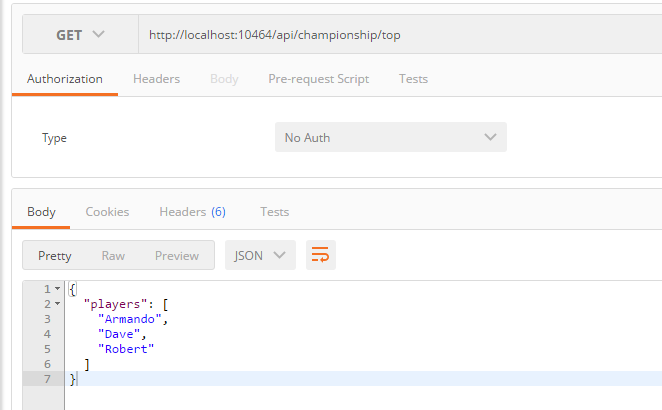 GET http://localhost:10464/api/championship/top
Authorization Headers Body Pre-request Script Tests
Type No Auth
Body Cookies Headers (6) Tests
Pretty Raw Preview JSON
1 {
2 "players": [
3 "Armando",
4 "Dave",
5 "Robert"
6 ]
7 }